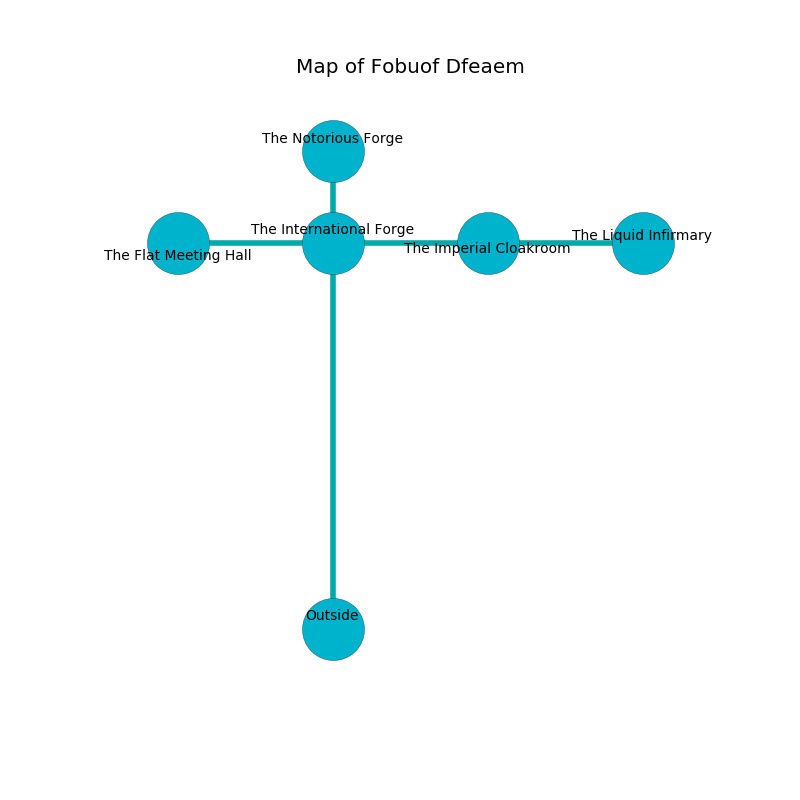 Map of Fobuof Dfeaem
The Notorious Forge
The International Forge
The Liquid Infirmary
The Imperial Cloakroom
The Flat Meeting Hall
Outside